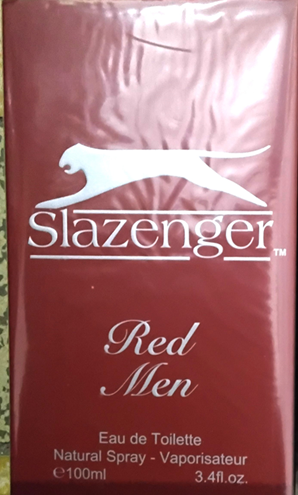 Slazenger™
Red
Men
Eau de Toilette
Natural Spray - Vaporisateur
℮100ml 3.4fl.oz.